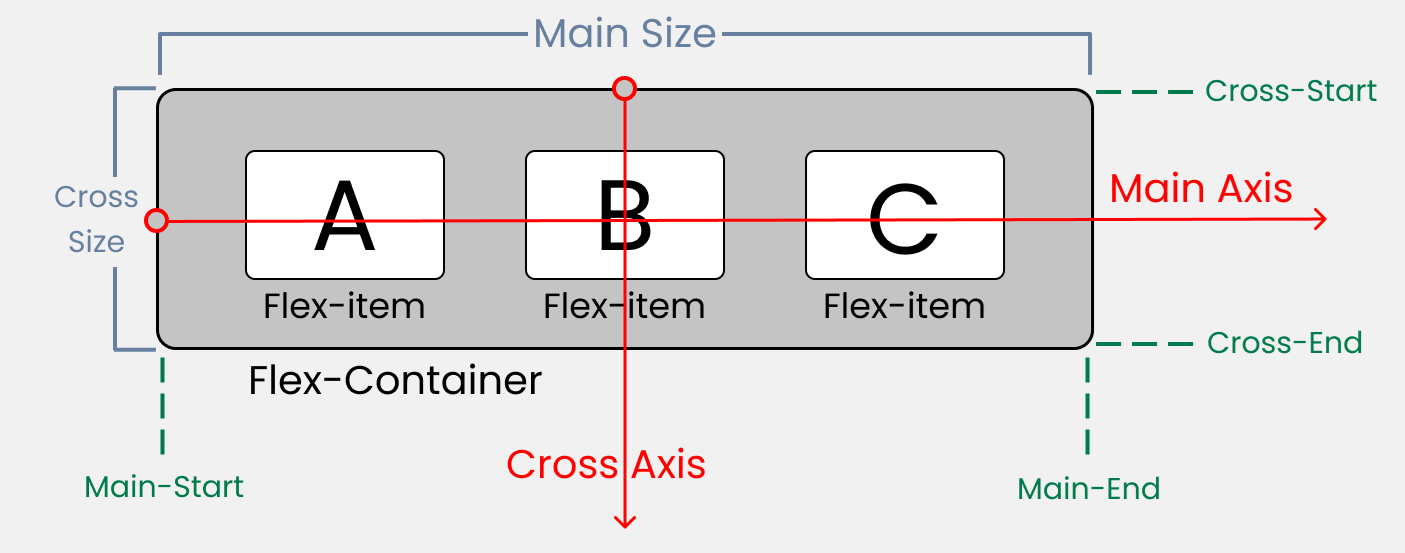 Main Size
Cross-Start
Main Axis
Cross
Size
A
B
C
Flex-item
Flex-item
Flex-item
Cross-End
Flex-Container
Cross Axis
Main-Start
Main-End